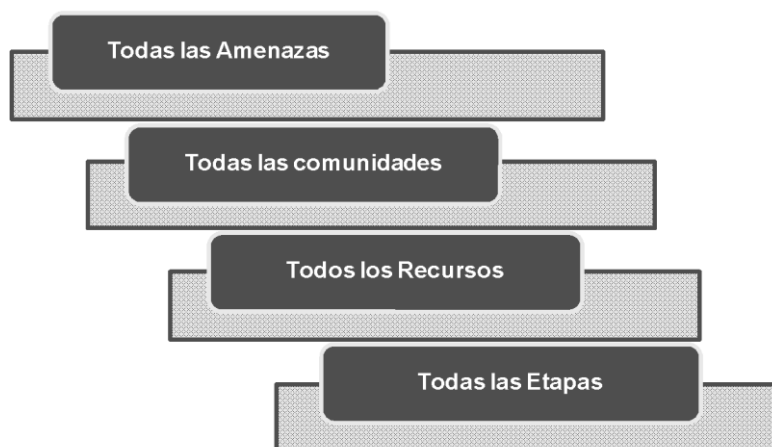 Todas las Amenazas
Todas las comunidades
Todos los Recursos
Todas las Etapas